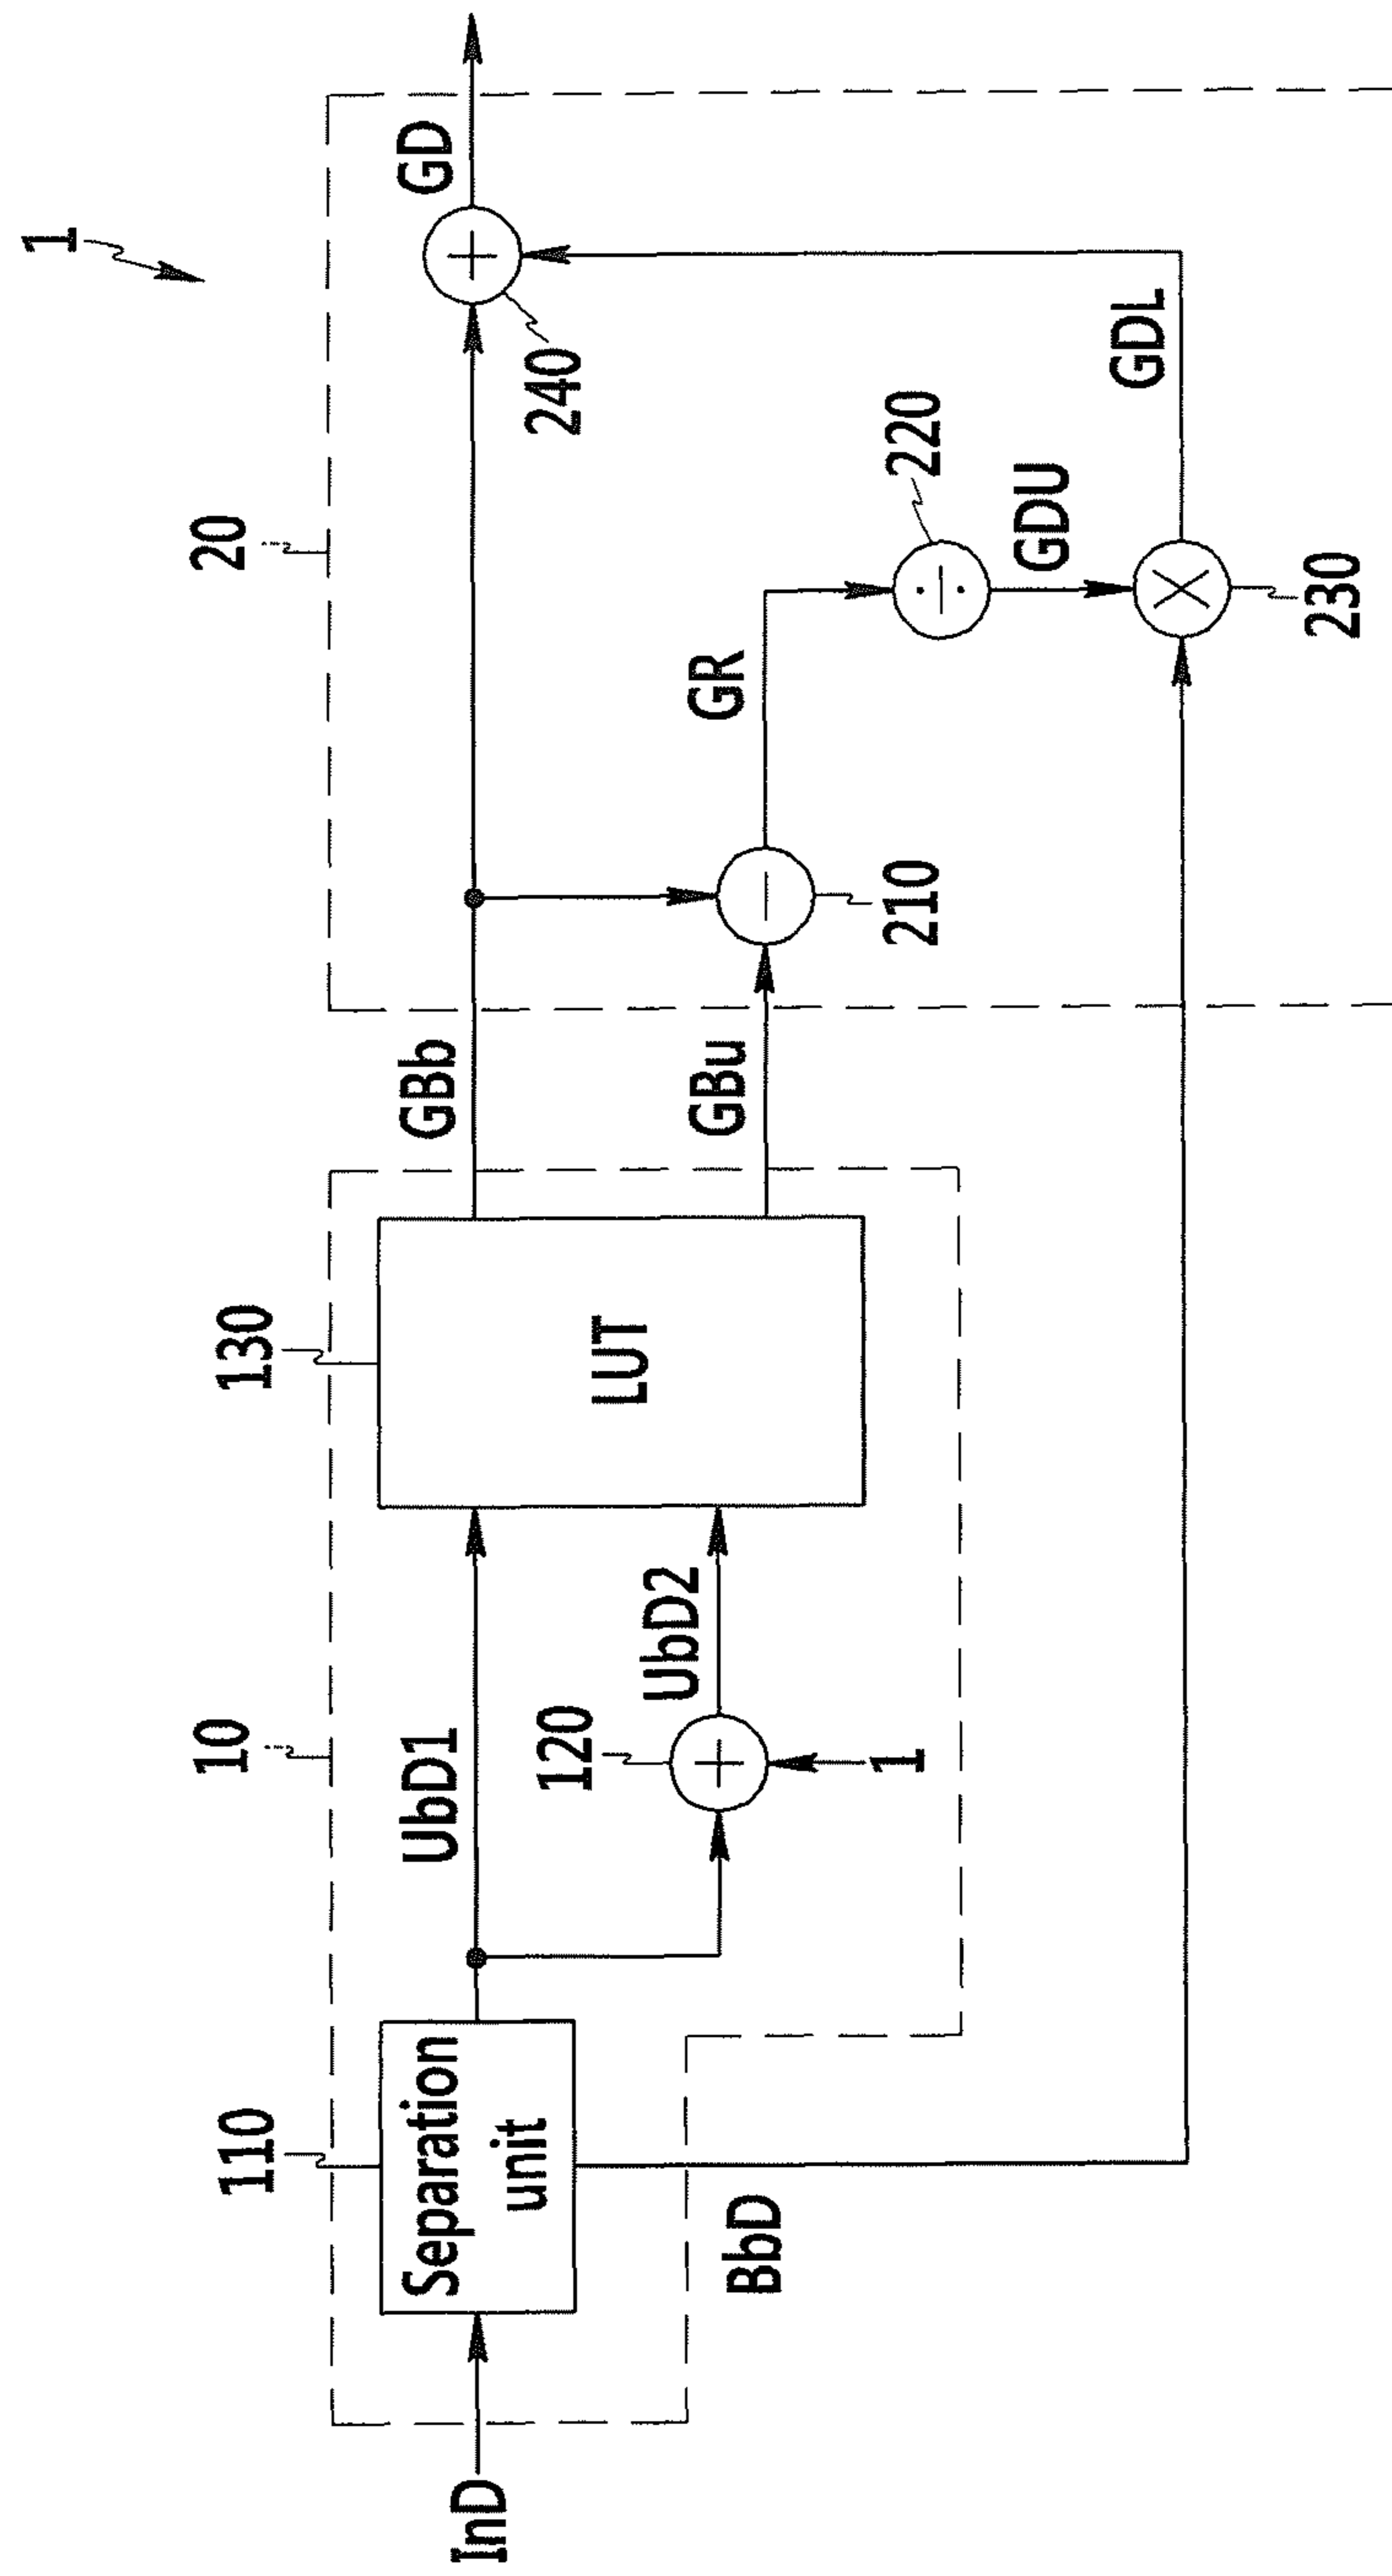 1
20
10
110
130
InD
Separation
unit
UbD1
120
UbD2
1
BbD
LUT
GBb
GBu
210
GR
220
GDU
230
GDL
240
GD
+
+
−
÷
×